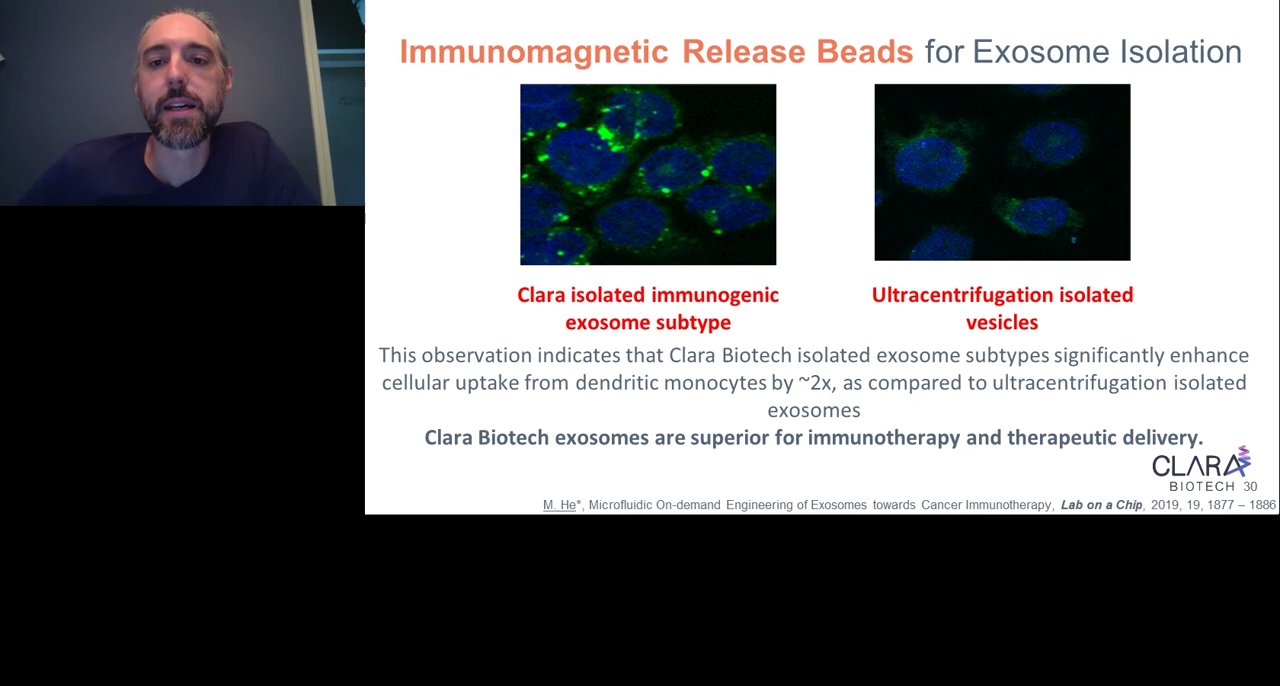 Immunomagnetic Release Beads for Exosome Isolation
Clara isolated immunogenic
exosome subtype
Ultracentrifugation isolated
vesicles
This observation indicates that Clara Biotech isolated exosome subtypes significantly enhance
cellular uptake from dendritic monocytes by ~2x, as compared to ultracentrifugation isolated
exosomes
Clara Biotech exosomes are superior for immunotherapy and therapeutic delivery.
CLARA
BIOTECH 30
M. He*, Microfluidic On-demand Engineering of Exosomes towards Cancer Immunotherapy, Lab on a Chip, 2019, 19, 1877 – 1886